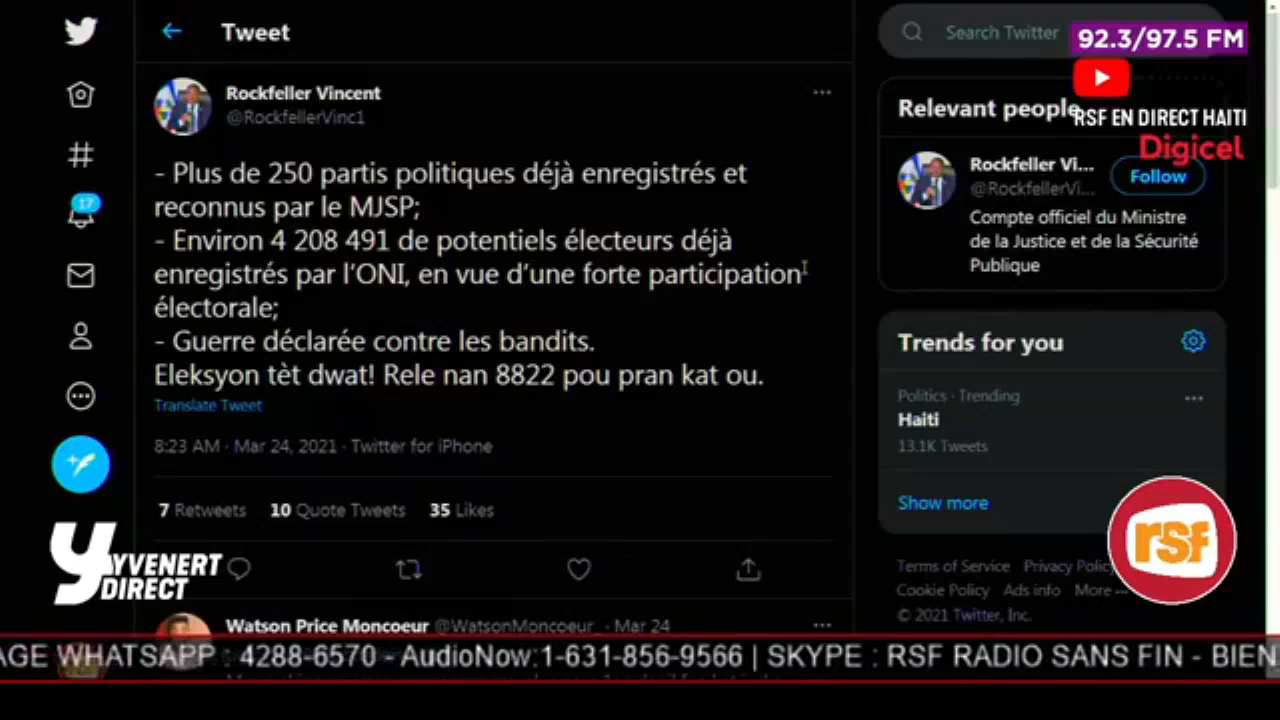 Tweet
Search Twitter
92.3/97.5 FM
Rockfeller Vincent
@RockfellerVinc1
Relevant people
RSF EN DIRECT HAITI
Digicel
- Plus de 250 partis politiques déjà enregistrés et
reconnus par le MJSP;
- Environ 4 208 491 de potentiels électeurs déjà
enregistrés par l'ONI, en vue d'une forte participation
électorale;
- Guerre déclarée contre les bandits.
Eleksyon tèt dwat! Rele nan 8822 pou pran kat ou.
Translate Tweet
8:23 AM · Mar 24, 2021 · Twitter for iPhone
7 Retweets 10 Quote Tweets 35 Likes
17
Rockfeller Vi...
@RockfellerVi...
Follow
Compte officiel du Ministre
de la Justice et de la Sécurité
Publique
Trends for you
Politics · Trending
Haiti
13.1K Tweets
Show more
rsf
Terms of Service Privacy Policy
Cookie Policy Ads info More ...
© 2021 Twitter, Inc.
YVENERT
DIRECT
Watson Price Moncoeur @WatsonMoncoeur_ · Mar 24
AGE WHATSAPP : 4288-6570 - AudioNow:1-631-856-9566 | SKYPE : RSF RADIO SANS FIN - BIEN